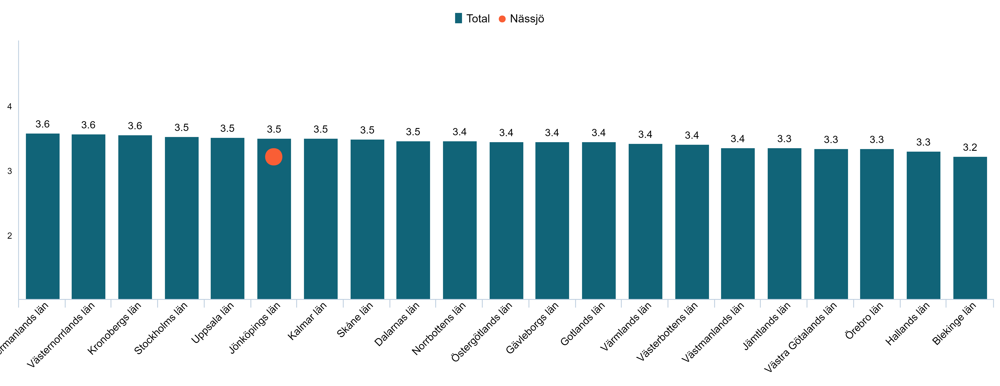 Total Nässjö
4
3
2
3.6 3.6 3.6 3.5 3.5 3.5 3.5 3.5 3.5 3.4 3.4 3.4 3.4 3.4 3.4 3.4 3.3 3.3 3.3 3.3 3.2
ermanlands län
Västernorrlands län
Kronobergs län
Stockholms län
Uppsala län
Jönköpings län
Kalmar län
Skåne län
Dalarnas län
Norrbottens län
Östergötlands län
Gävleborgs län
Gotlands län
Värmlands län
Västerbottens län
Västmanlands län
Jämtlands län
Västra Götalands län
Örebro län
Hallands län
Blekinge län